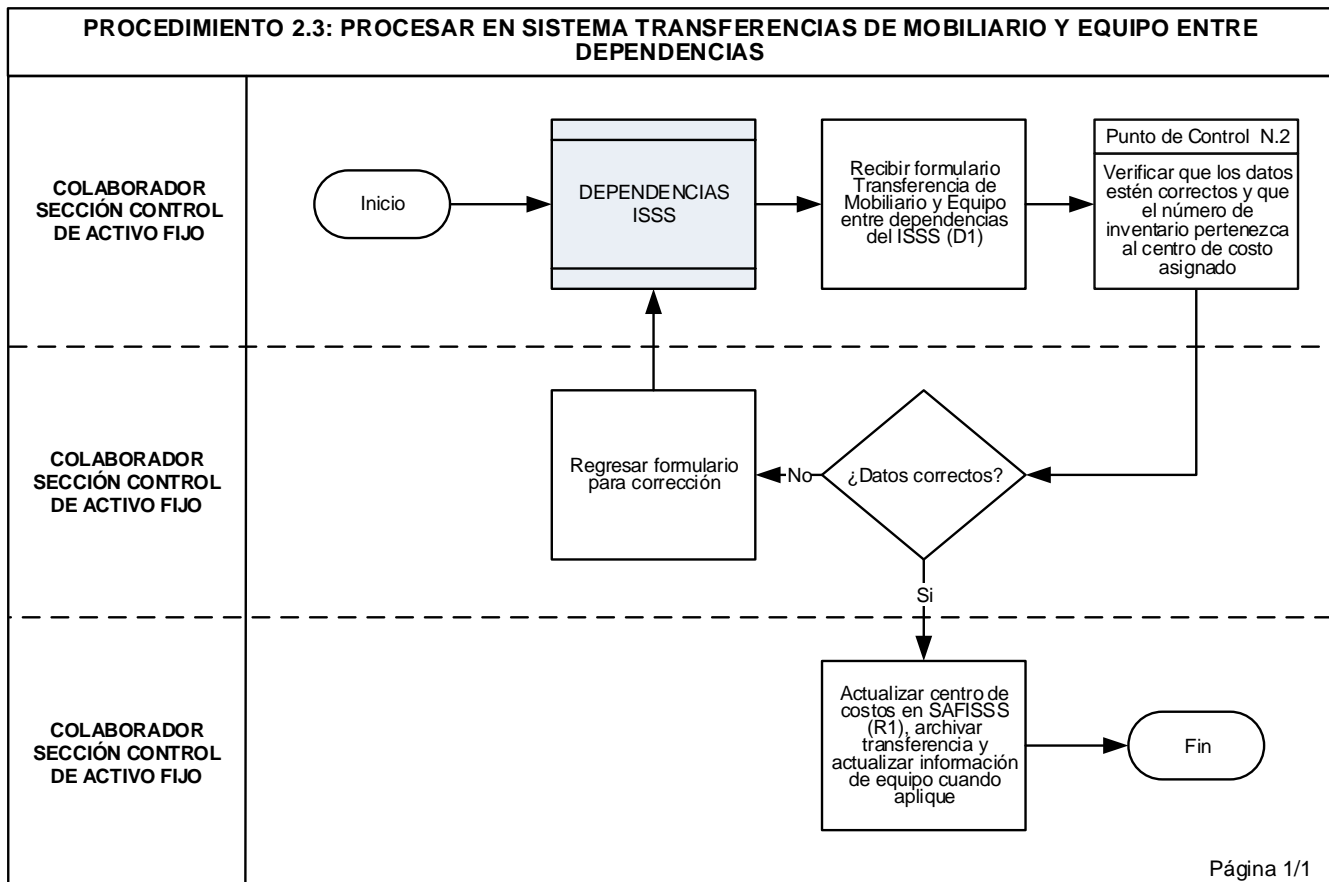 PROCEDIMIENTO 2.3: PROCESAR EN SISTEMA TRANSFERENCIAS DE MOBILIARIO Y EQUIPO ENTRE
DEPENDENCIAS
COLABORADOR
SECCIÓN CONTROL
DE ACTIVO FIJO
Inicio
DEPENDENCIAS
ISSS
Recibir formulario
Transferencia de
Mobiliario y Equipo
entre dependencias
del ISSS (D1)
Punto de Control N.2
Verificar que los datos
estén correctos y que
el número de
inventario pertenezca
al centro de costo
asignado
COLABORADOR
SECCIÓN CONTROL
DE ACTIVO FIJO
Regresar formulario
para corrección
No
¿Datos correctos?
Si
COLABORADOR
SECCIÓN CONTROL
DE ACTIVO FIJO
Actualizar centro de
costos en SAFISSS
(R1), archivar
transferencia y
actualizar información
de equipo cuando
aplique
Fin
Página 1/1